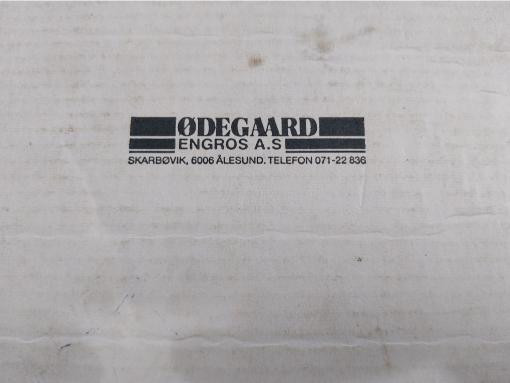 ØDEGAARD
ENGROS A.S
SKARBØVIK, 6006 ÅLESUND. TELEFON 071-22 836